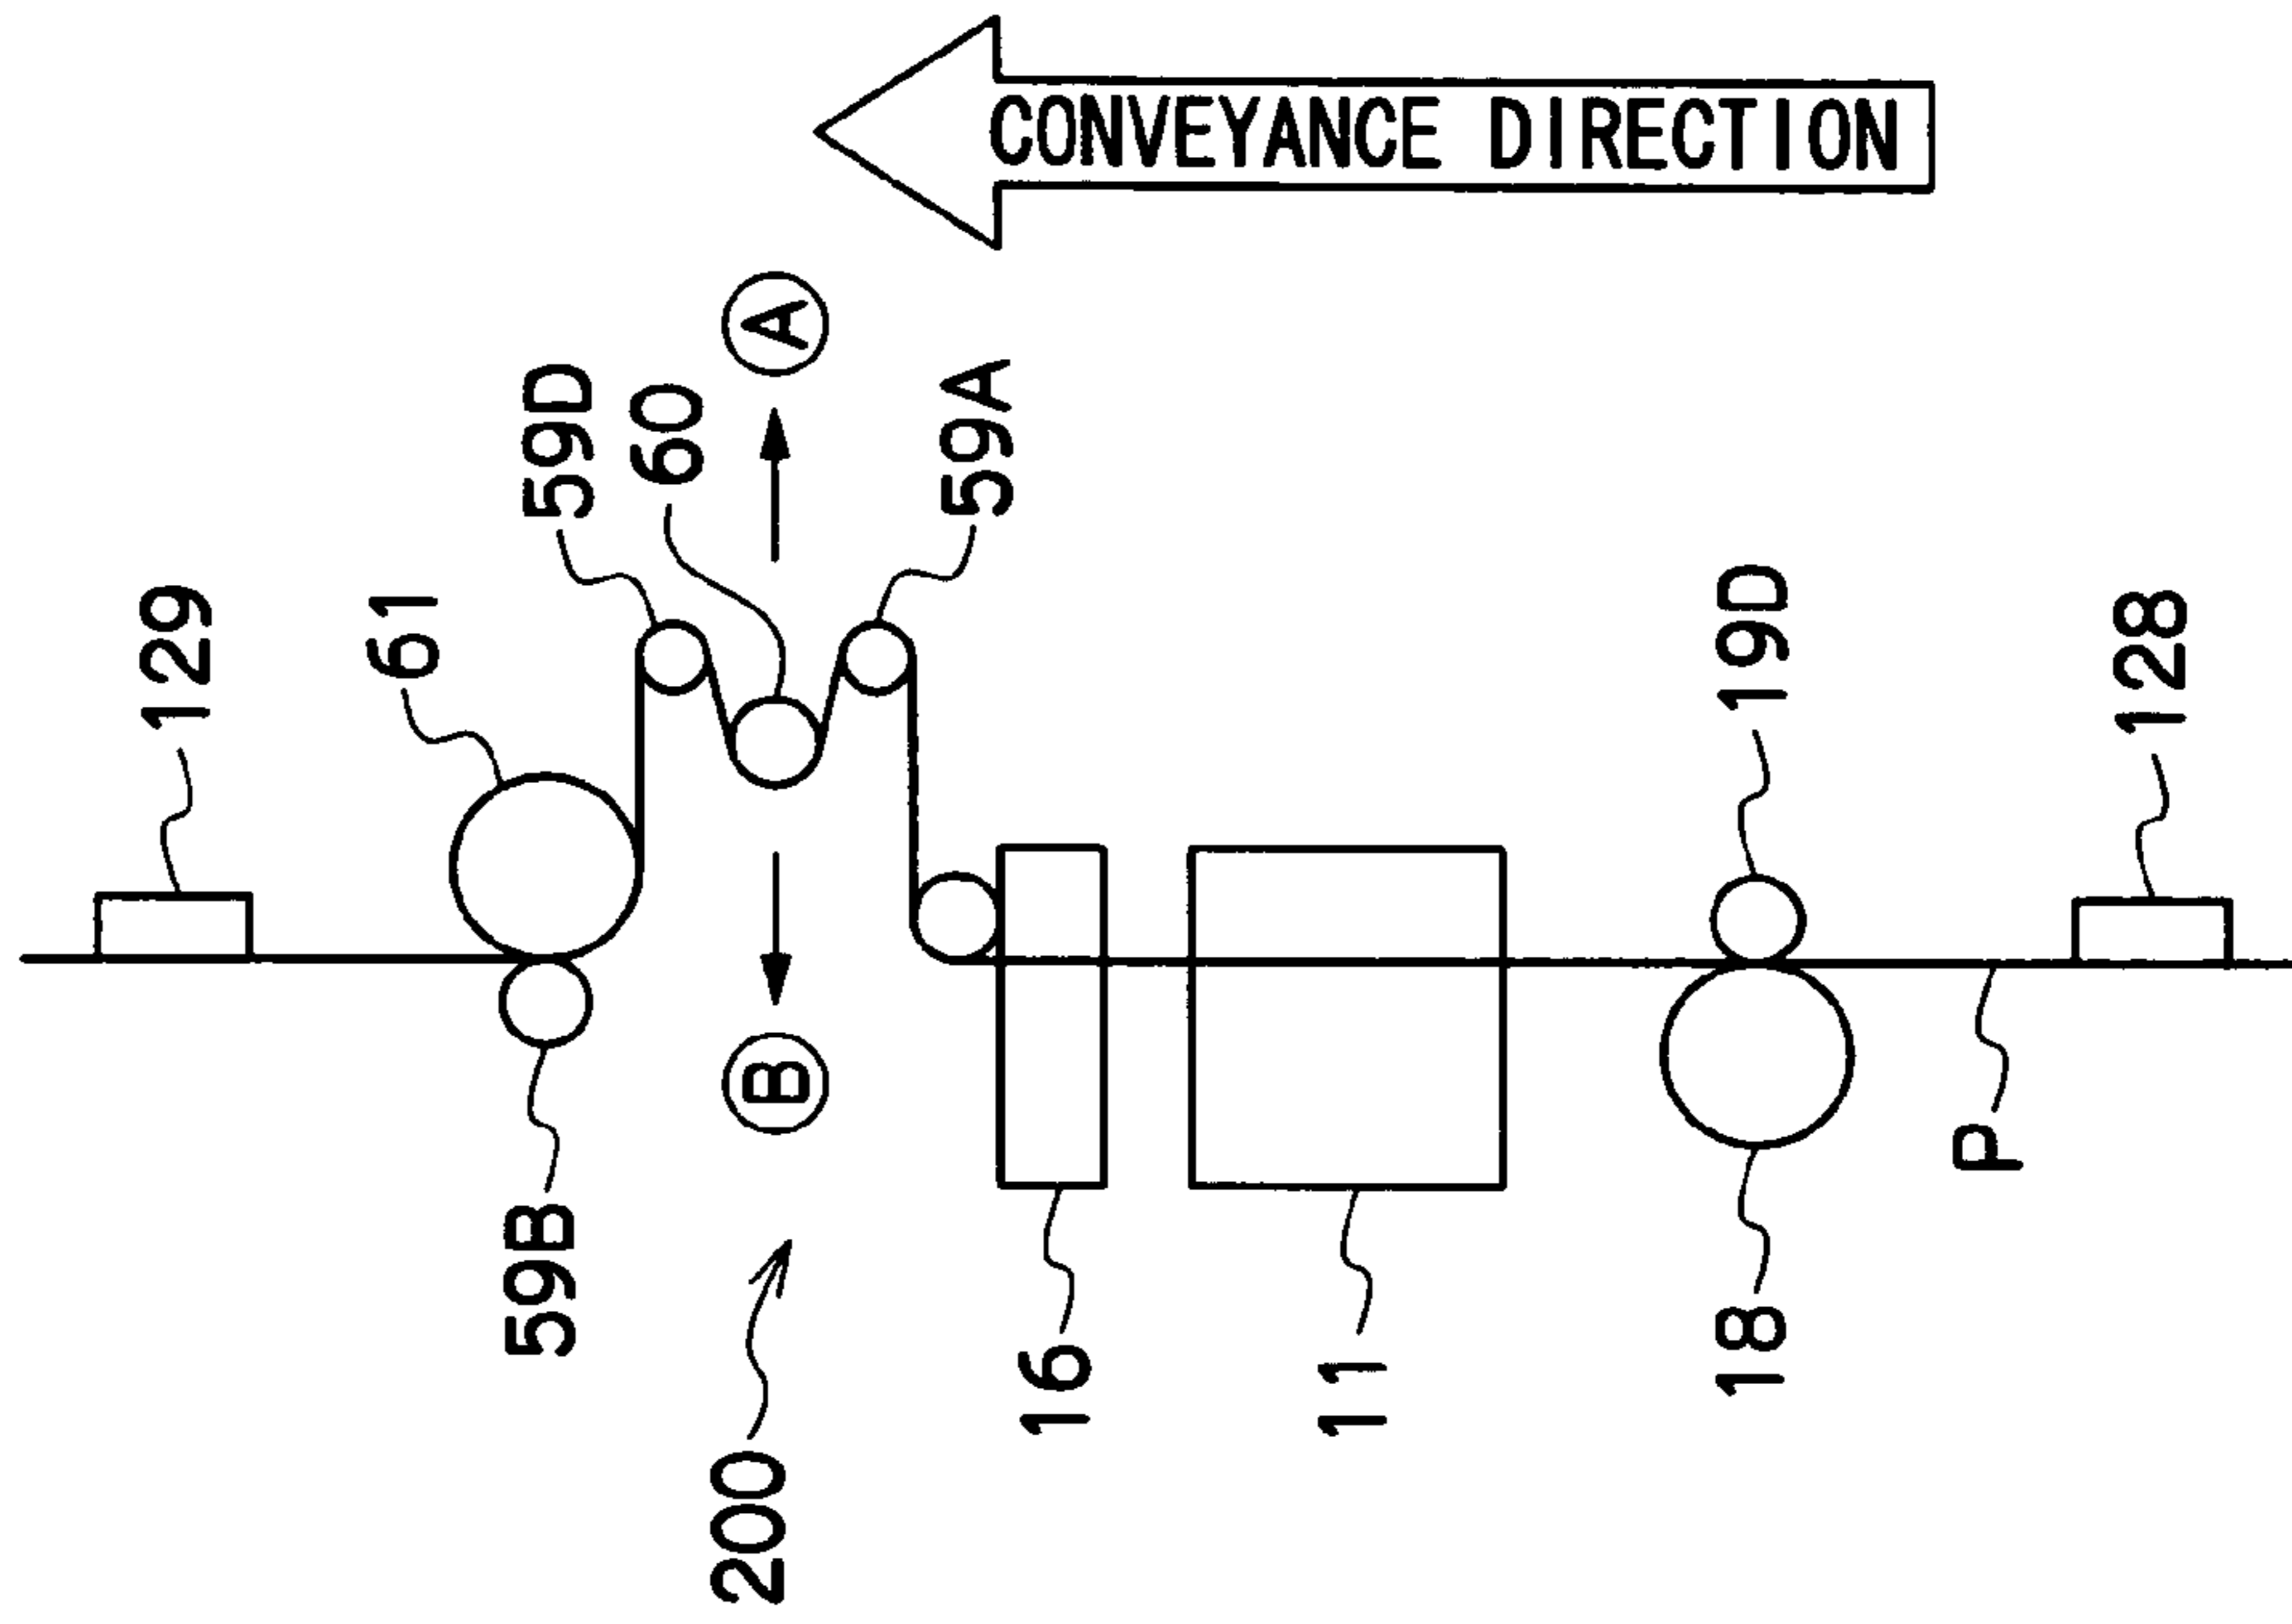 CONVEYANCE DIRECTION
A
59D
60
59A
129
61
19D
128
B
59B
P
200
16
11
18